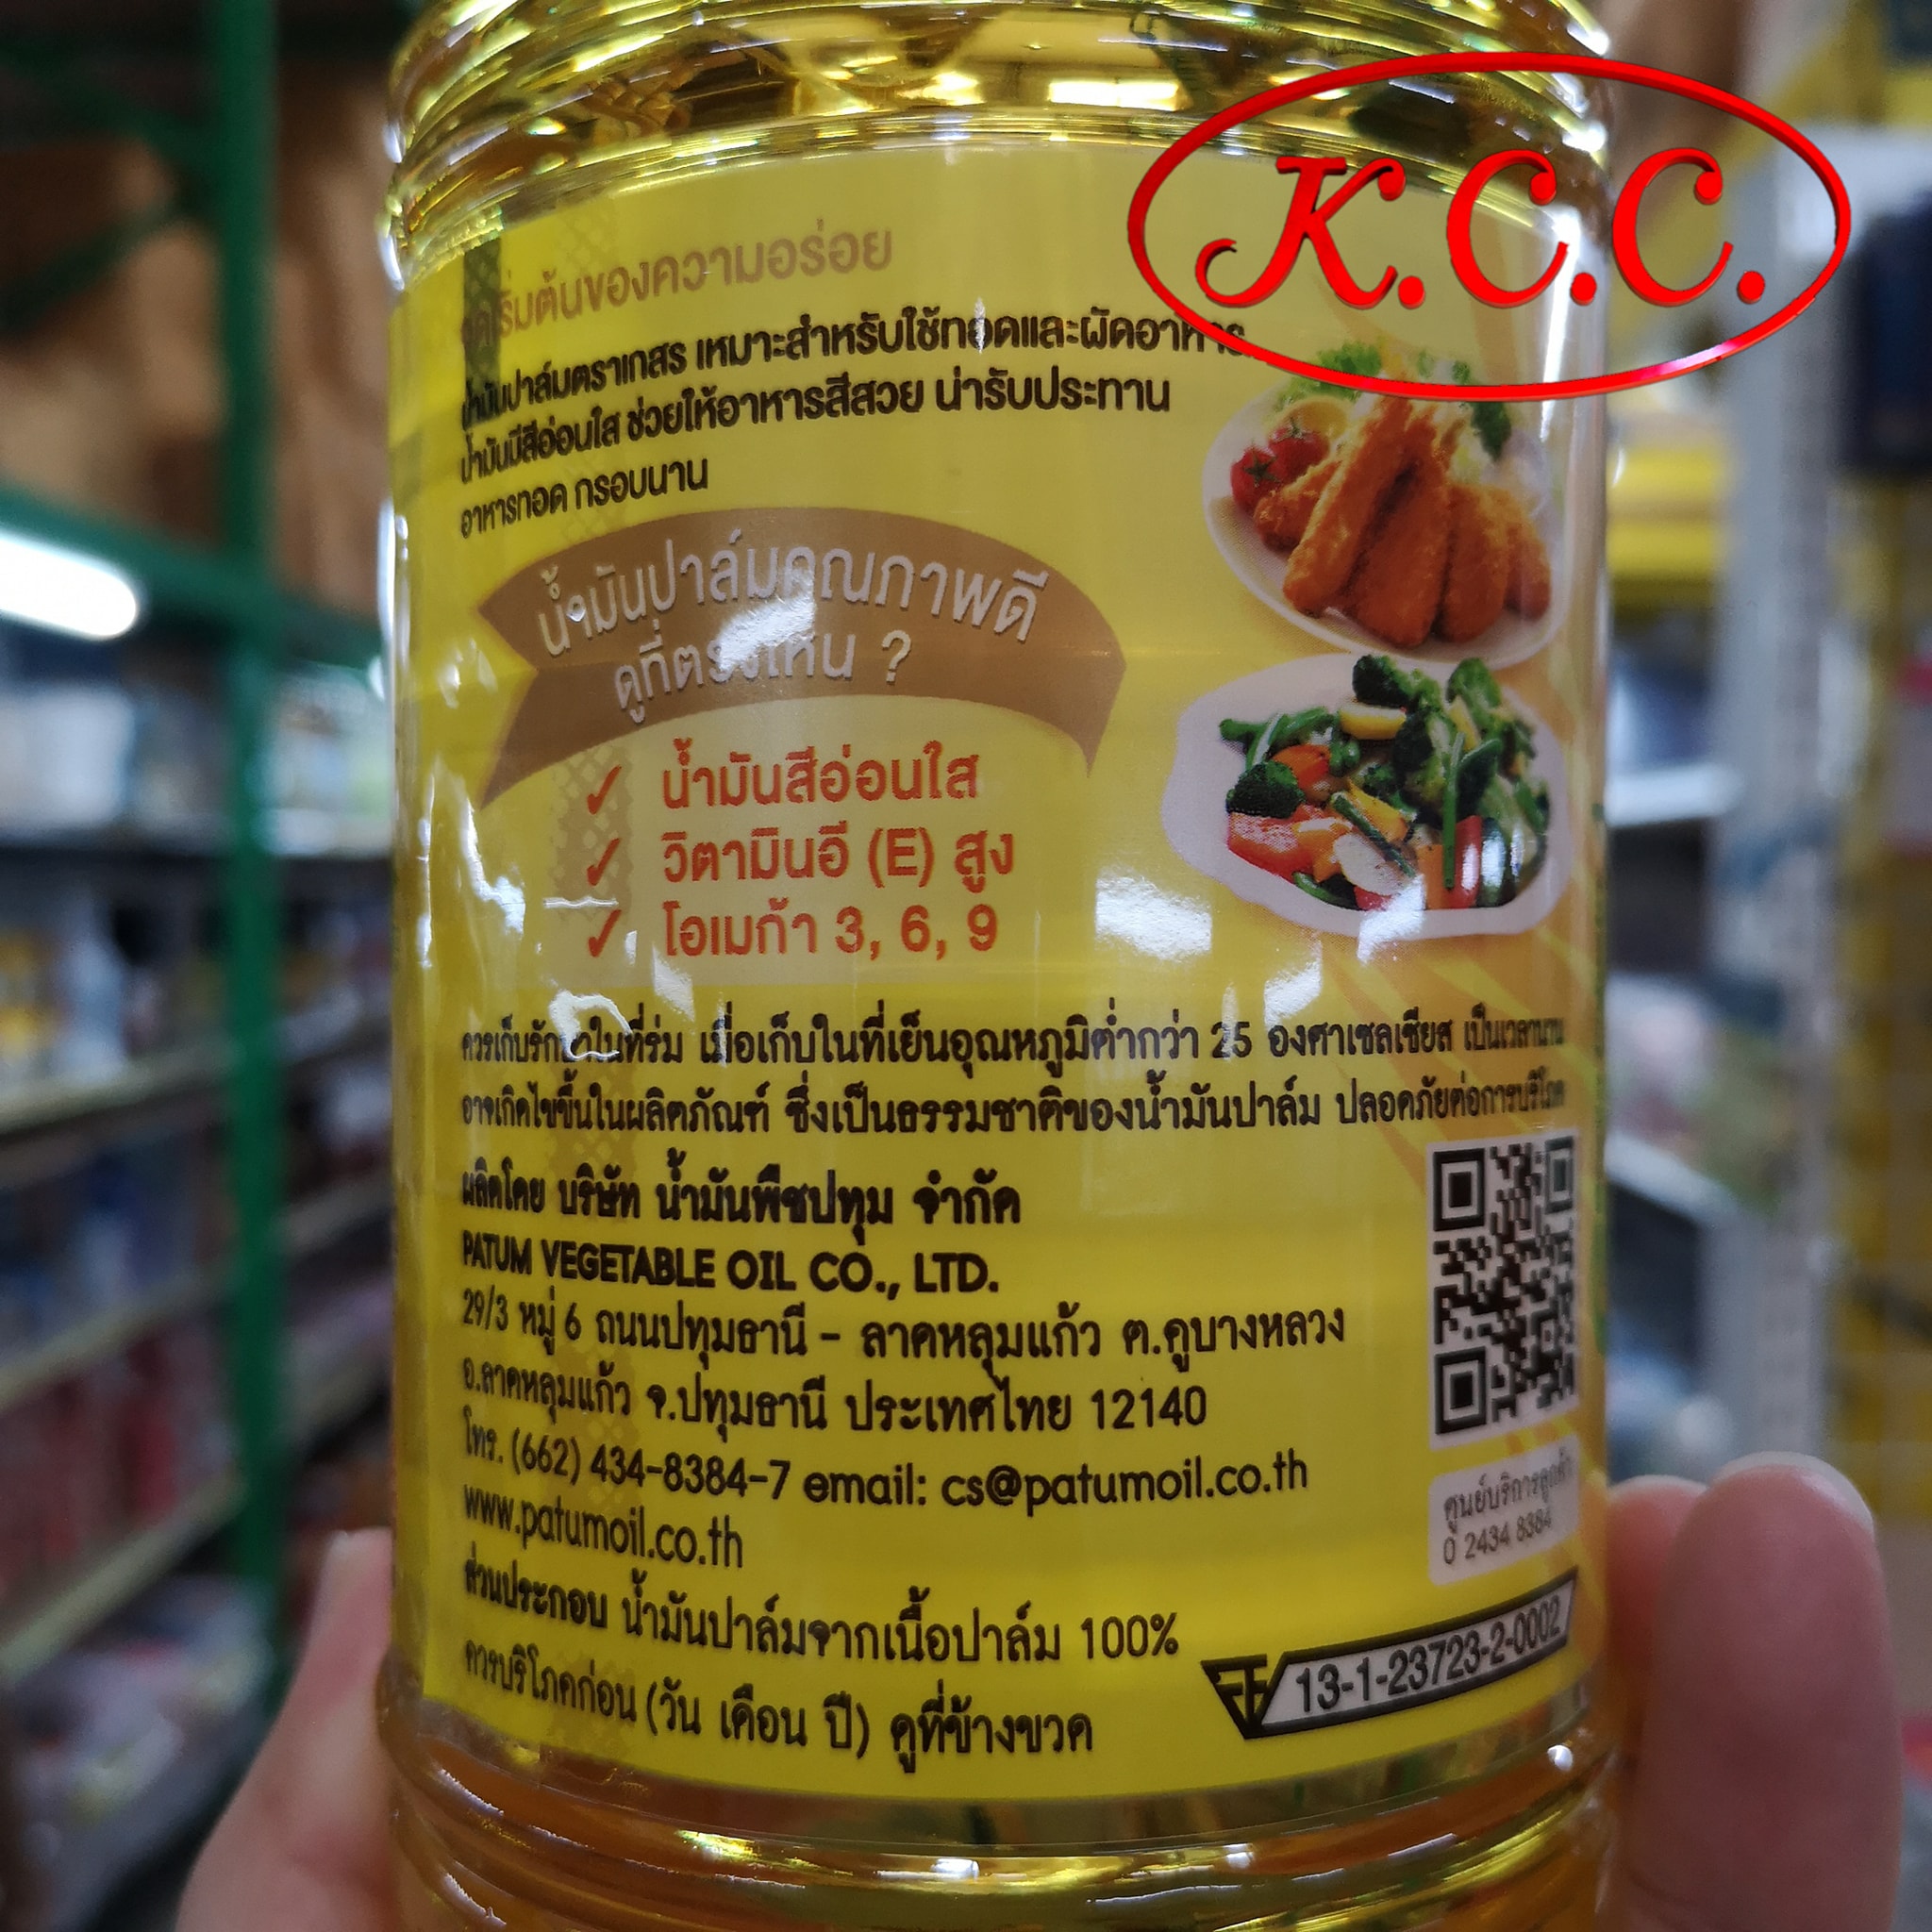 K.C.C.
จุดเริ่มต้นของความอร่อย
น้ำมันปาล์มตราเกสร เหมาะสำหรับใช้ทอดและผัดอาหาร
น้ำมันมีสีอ่อนใส ช่วยให้อาหารสีสวย น่ารับประทาน
อาหารทอด กรอบนาน
น้ำมันปาล์มคุณภาพดี
ดูที่ตรงไหน ?
✓ น้ำมันสีอ่อนใส
✓ วิตามินอี (E) สูง
✓ โอเมก้า 3, 6, 9
ควรเก็บรักษาในที่ร่ม เมื่อเก็บในที่เย็นอุณหภูมิต่ำกว่า 25 องศาเซลเซียส เป็นเวลานาน
อาจเกิดไขขึ้นในผลิตภัณฑ์ ซึ่งเป็นธรรมชาติของน้ำมันปาล์ม ปลอดภัยต่อการบริโภค
ผลิตโดย บริษัท น้ำมันพืชปทุม จำกัด
PATUM VEGETABLE OIL CO., LTD.
29/3 หมู่ 6 ถนนปทุมธานี - ลาดหลุมแก้ว ต.คูบางหลวง
อ.ลาดหลุมแก้ว จ.ปทุมธานี ประเทศไทย 12140
โทร. (662) 434-8384-7 email: cs@patumoil.co.th
www.patumoil.co.th
ศูนย์บริการลูกค้า
0 2434 8384
ส่วนประกอบ น้ำมันปาล์มจากเนื้อปาล์ม 100%
ควรบริโภคก่อน (วัน เดือน ปี) ดูที่ข้างขวด
13-1-23723-2-0002